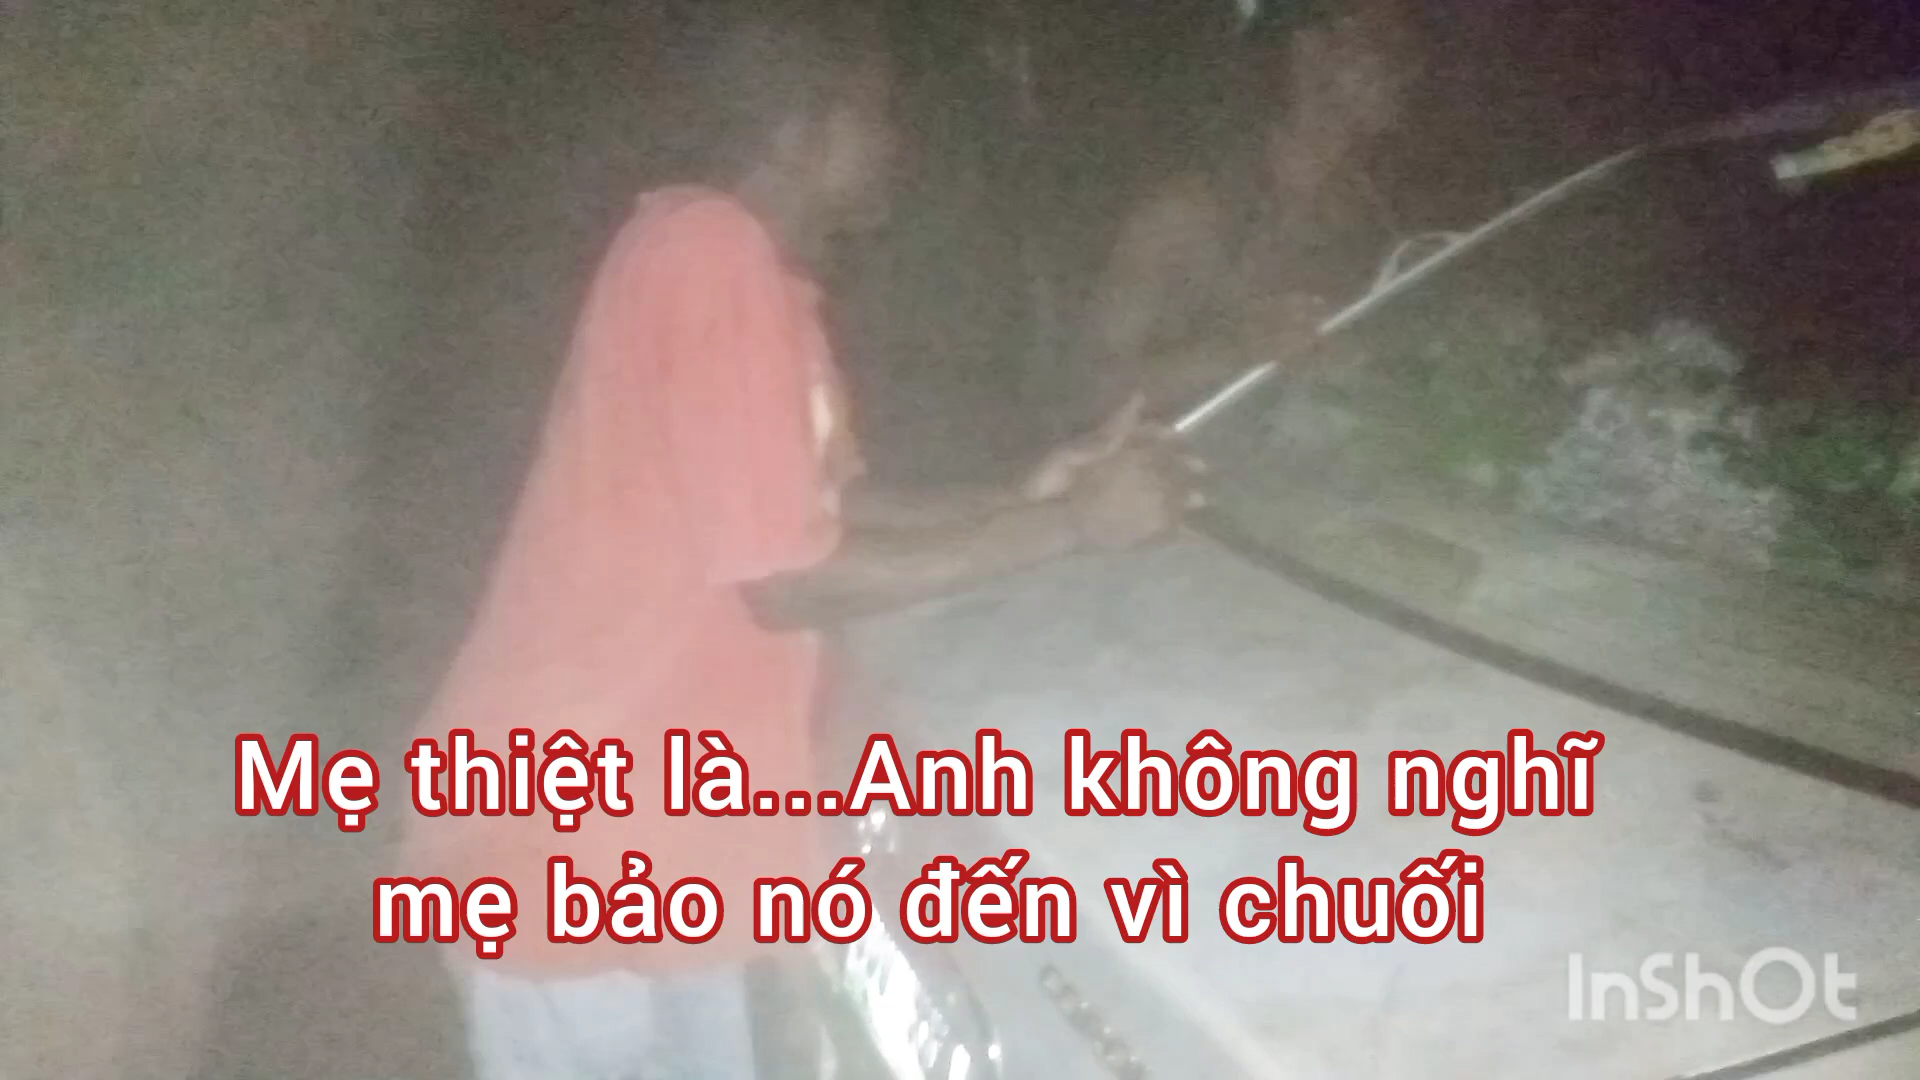 Mẹ thiệt là...Anh không nghĩ
mẹ bảo nó đến vì chuối
InShOt